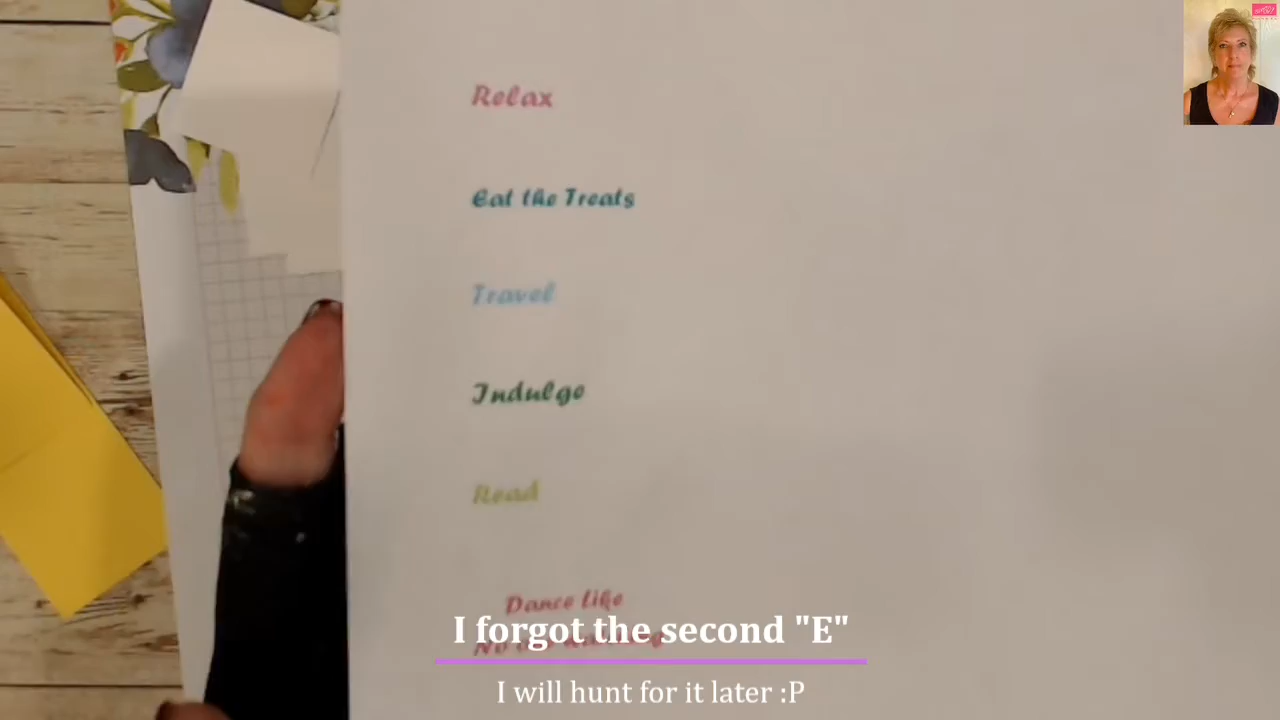 Relax
Eat the Treats
Travel
Indulge
Read
Dance Like
I forgot the second "E"
I will hunt for it later :P